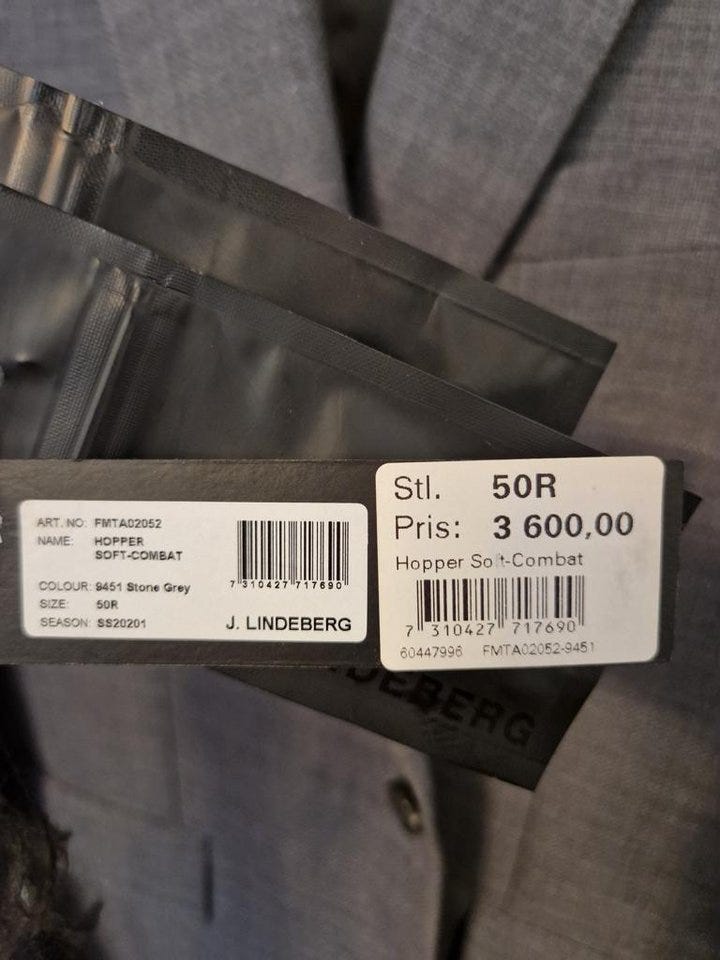 ART. NO: FMTA02052
NAME: HOPPER
SOFT-COMBAT
7 310427 717690
COLOUR: 9451 Stone Grey
SIZE: 50R
SEASON: SS20201
J. LINDEBERG
Stl. 50R
Pris: 3 600,00
Hopper Soft-Combat
7 310427 717690
60447996 FMTA02052-9451
INDEBERG